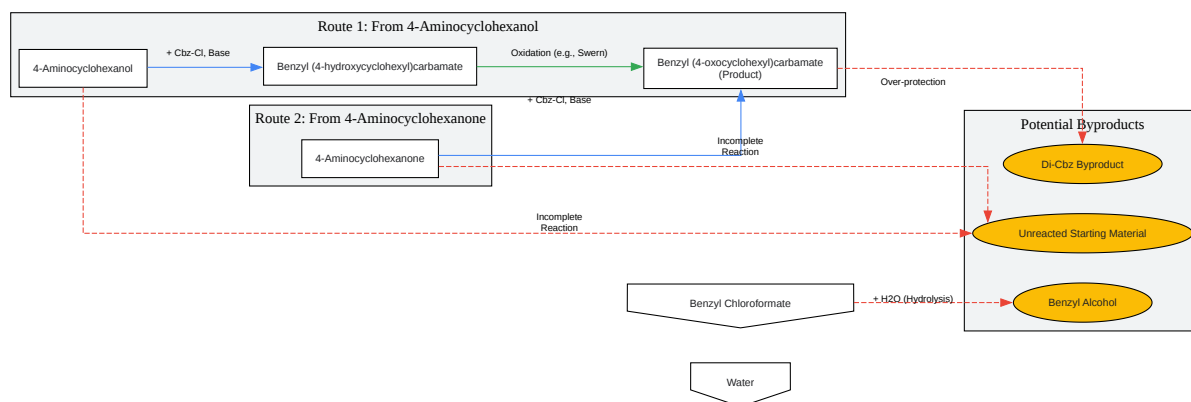 Route 1: From 4-Aminocyclohexanol
4-Aminocyclohexanol
+ Cbz-Cl, Base
Benzyl (4-hydroxycyclohexyl)carbamate
Oxidation (e.g., Swern)
Benzyl (4-oxocyclohexyl)carbamate
(Product)
Over-protection
+ Cbz-Cl, Base
Route 2: From 4-Aminocyclohexanone
4-Aminocyclohexanone
Incomplete
Reaction
Potential Byproducts
Di-Cbz Byproduct
Incomplete
Reaction
Unreacted Starting Material
Benzyl Chloroformate
+ H2O (Hydrolysis)
Benzyl Alcohol
Water